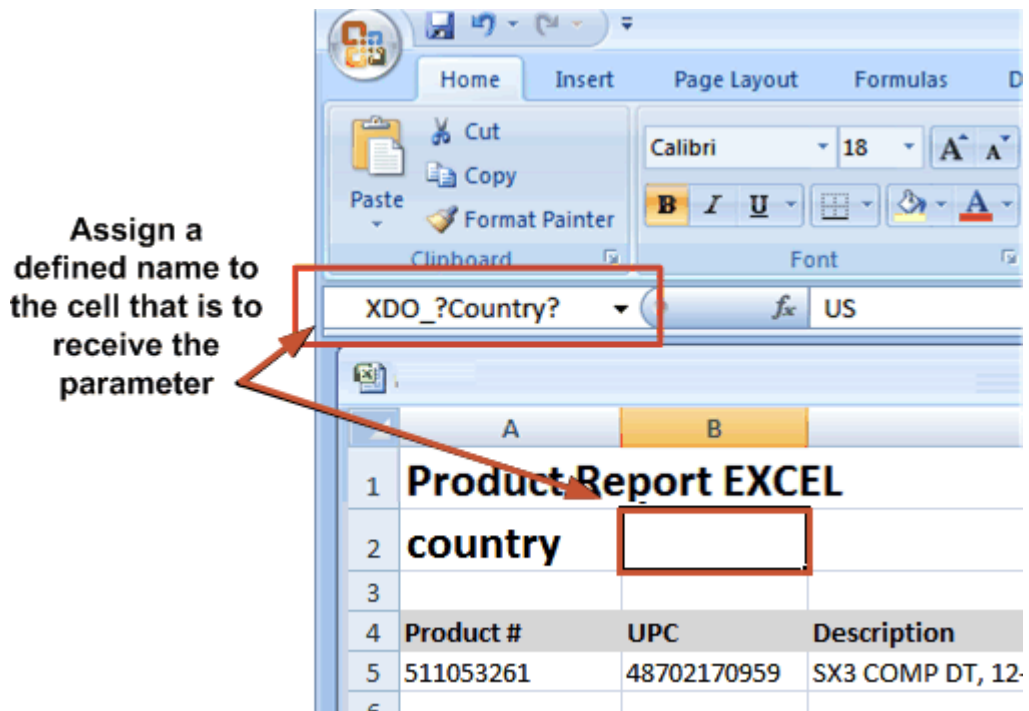 Home Insert Page Layout Formulas D
Cut
Calibri 18 A A
Copy
Paste
B I U A
Format Painter
Clipboard Font
Assign a
defined name to
the cell that is to
receive the
parameter
XDO_?Country? fx US
A B
1 Product Report EXCEL
2 country
3
4 Product # UPC Description
5 511053261 48702170959 SX3 COMP DT, 12-
6